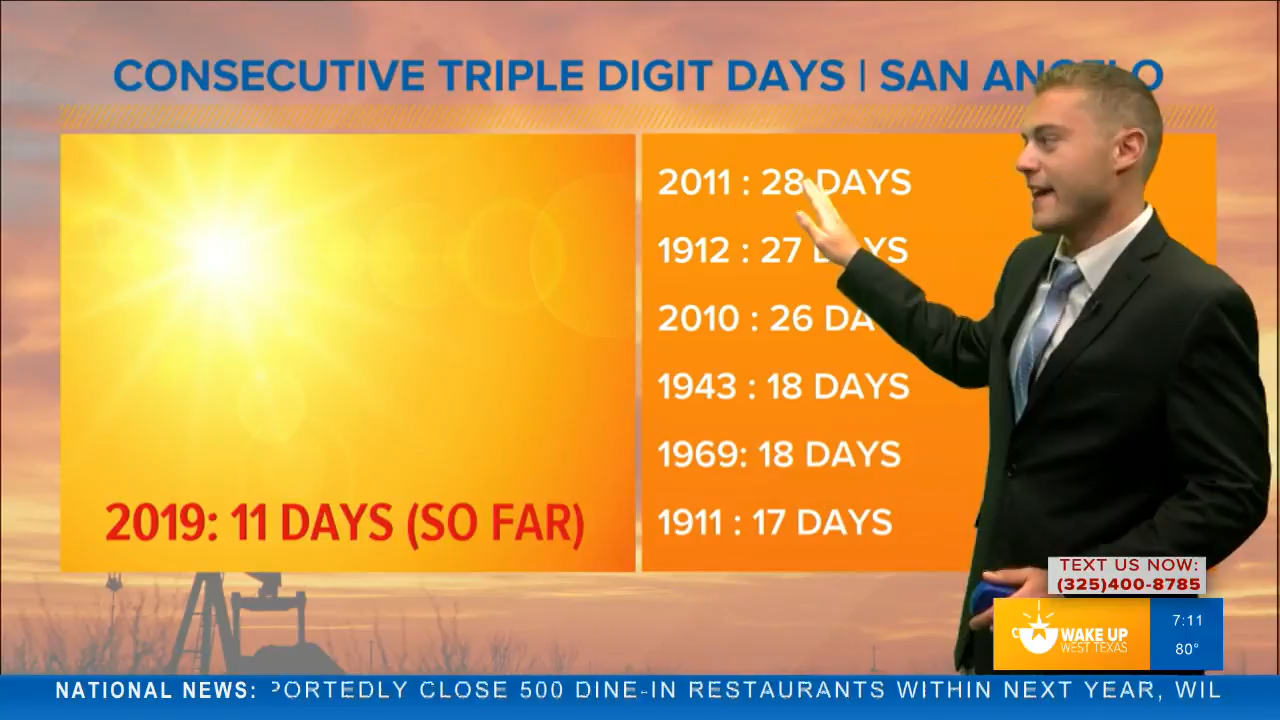 CONSECUTIVE TRIPLE DIGIT DAYS | SAN
2011 : 28 DAYS
1912 : 27 DAYS
2010 : 26 DA
1943 : 18 DAYS
1969: 18 DAYS
1911 : 17 DAYS
2019: 11 DAYS (SO FAR)
TEXT US NOW:
(325)400-8785
WAKE UP
WEST TEXAS
7:11
80°
NATIONAL NEWS: PORTEDLY CLOSE 500 DINE-IN RESTAURANTS WITHIN NEXT YEAR, WIL